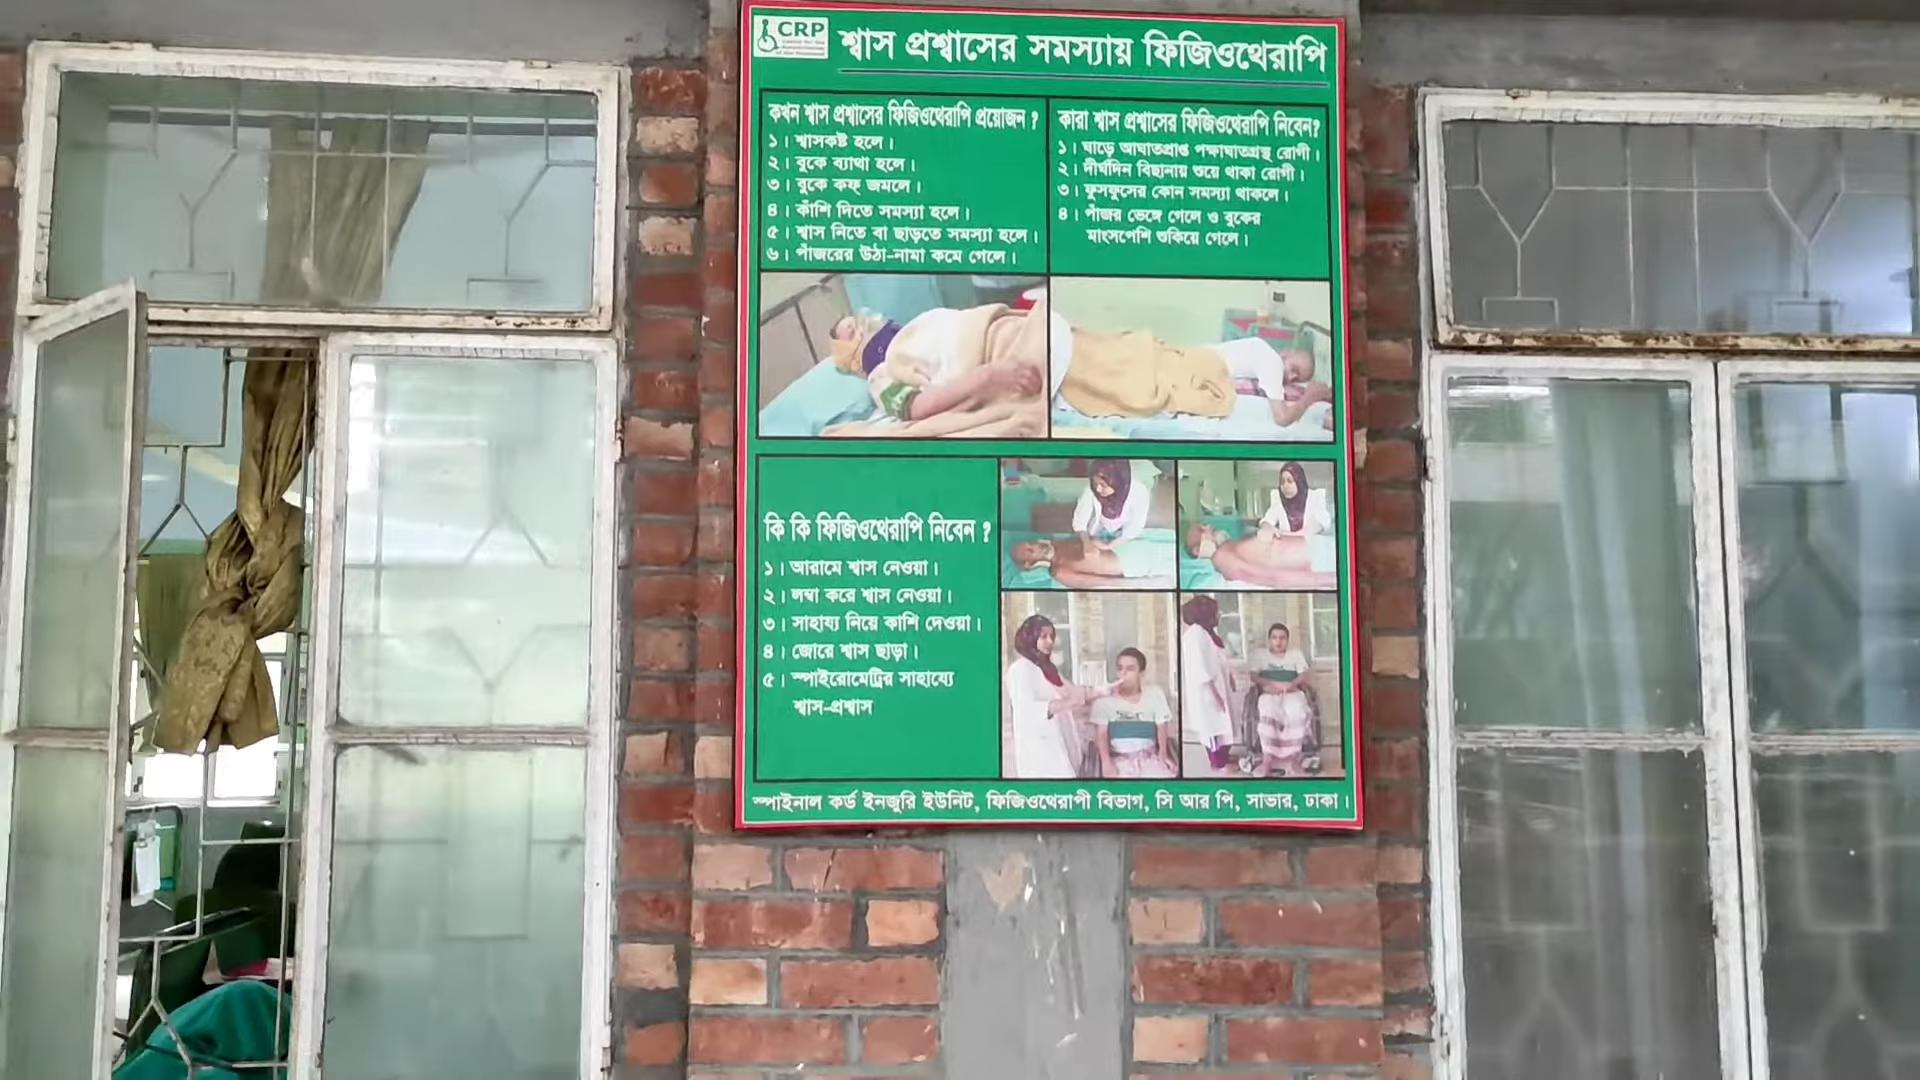 CRP
শ্বাস প্রশ্বাসের সমস্যায় ফিজিওথেরাপি
কখন শ্বাস প্রশ্বাসের ফিজিওথেরাপি প্রয়োজন ?
১। শ্বাসকষ্ট হলে।
২। বুকে ব্যাথা হলে।
৩। বুকে কফ্ জমলে।
৪। কাঁশি দিতে সমস্যা হলে।
৫। শ্বাস নিতে বা ছাড়তে সমস্যা হলে।
৬। পাঁজরের উঠা-নামা কমে গেলে।
কারা শ্বাস প্রশ্বাসের ফিজিওথেরাপি নিবেন?
১। ঘাড়ে আঘাতপ্রাপ্ত পক্ষাঘাতগ্রস্থ রোগী।
২। দীর্ঘদিন বিছানায় শুয়ে থাকা রোগী।
৩। ফুসফুসের কোন সমস্যা থাকলে।
৪। পাঁজর ভেঙ্গে গেলে ও বুকের
মাংসপেশি শুকিয়ে গেলে।
কি কি ফিজিওথেরাপি নিবেন ?
১। আরামে শ্বাস নেওয়া।
২। লম্বা করে শ্বাস নেওয়া।
৩। সাহায্য নিয়ে কাশি দেওয়া।
৪। জোরে শ্বাস ছাড়া।
৫। স্পাইরোমেট্রির সাহায্যে
শ্বাস-প্রশ্বাস
স্পাইনাল কর্ড ইনজুরি ইউনিট, ফিজিওথেরাপী বিভাগ, সি আর পি, সাভার, ঢাকা।